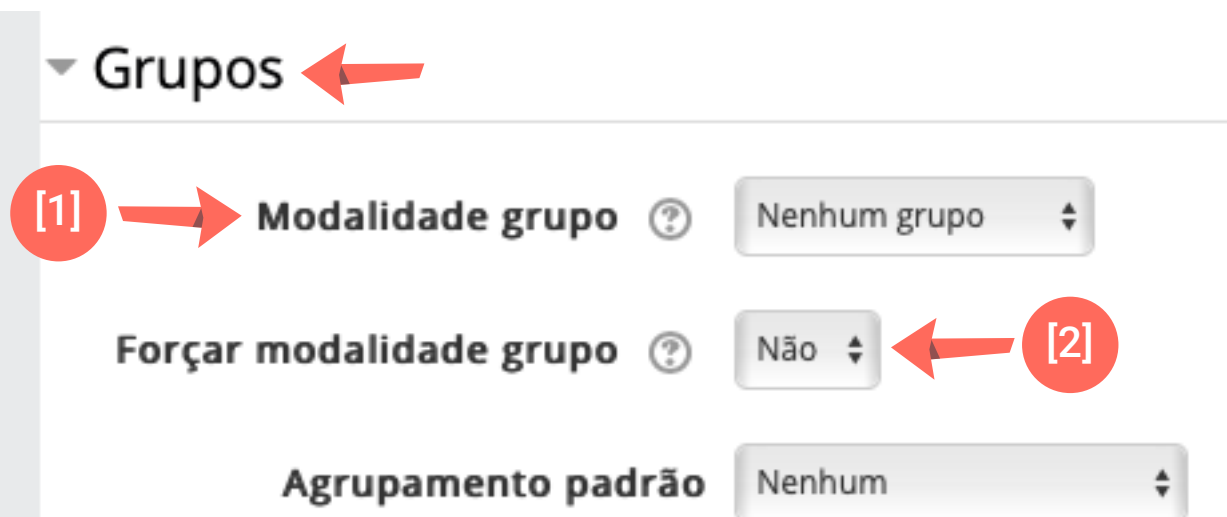 Grupos
[1] Modalidade grupo ? Nenhum grupo
Forçar modalidade grupo ? Não [2]
Agrupamento padrão Nenhum